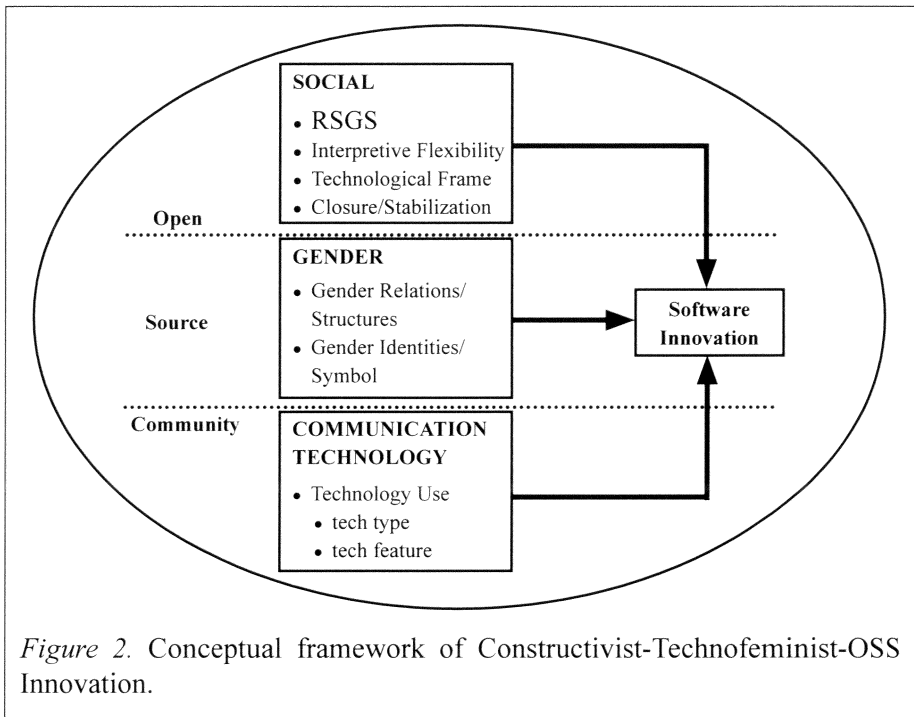 SOCIAL
• RSGS
• Interpretive Flexibility
• Technological Frame
• Closure/Stabilization
Open
GENDER
• Gender Relations/
Structures
• Gender Identities/
Symbol
Source
Software
Innovation
Community
COMMUNICATION
TECHNOLOGY
• Technology Use
• tech type
• tech feature
Figure 2. Conceptual framework of Constructivist-Technofeminist-OSS
Innovation.